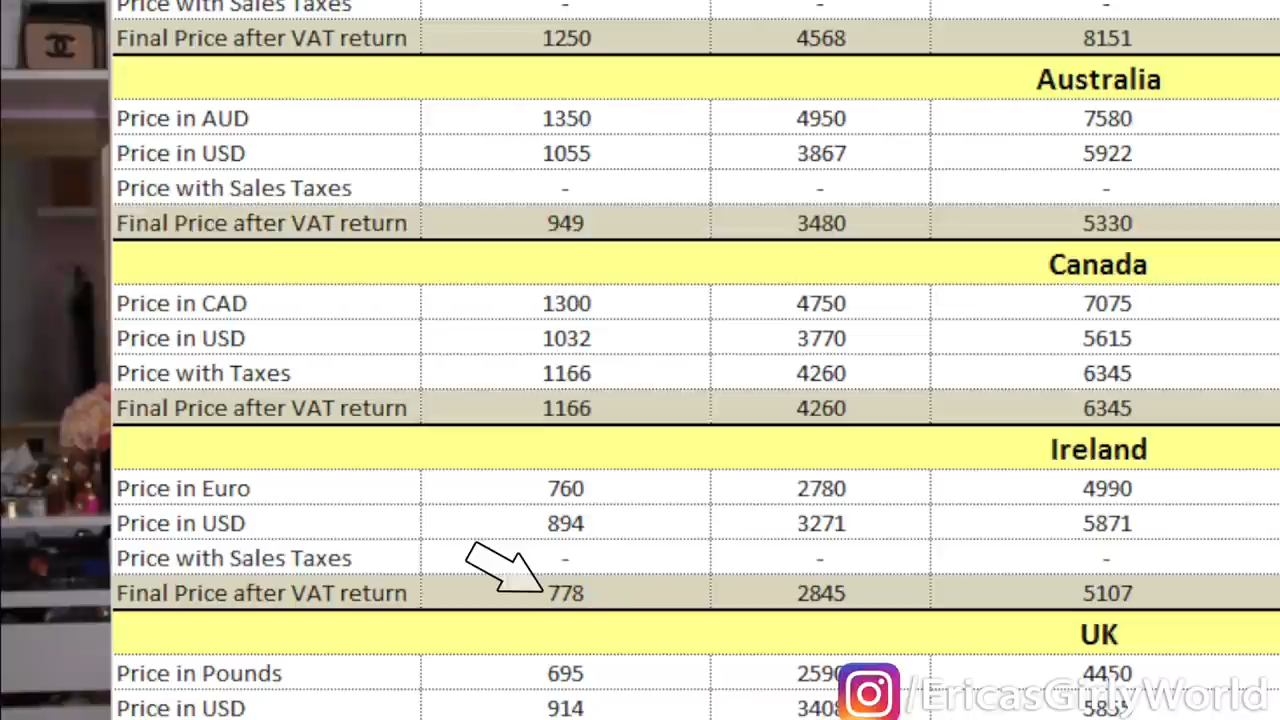 Price with Sales Taxes - - -
Final Price after VAT return 1250 4568 8151
Australia
Price in AUD 1350 4950 7580
Price in USD 1055 3867 5922
Price with Sales Taxes - - -
Final Price after VAT return 949 3480 5330
Canada
Price in CAD 1300 4750 7075
Price in USD 1032 3770 5615
Price with Taxes 1166 4260 6345
Final Price after VAT return 1166 4260 6345
Ireland
Price in Euro 760 2780 4990
Price in USD 894 3271 5871
Price with Sales Taxes - - -
Final Price after VAT return 778 2845 5107
UK
Price in Pounds 695 2590 4450
Price in USD 914 3408
/EricasGirlyWorld